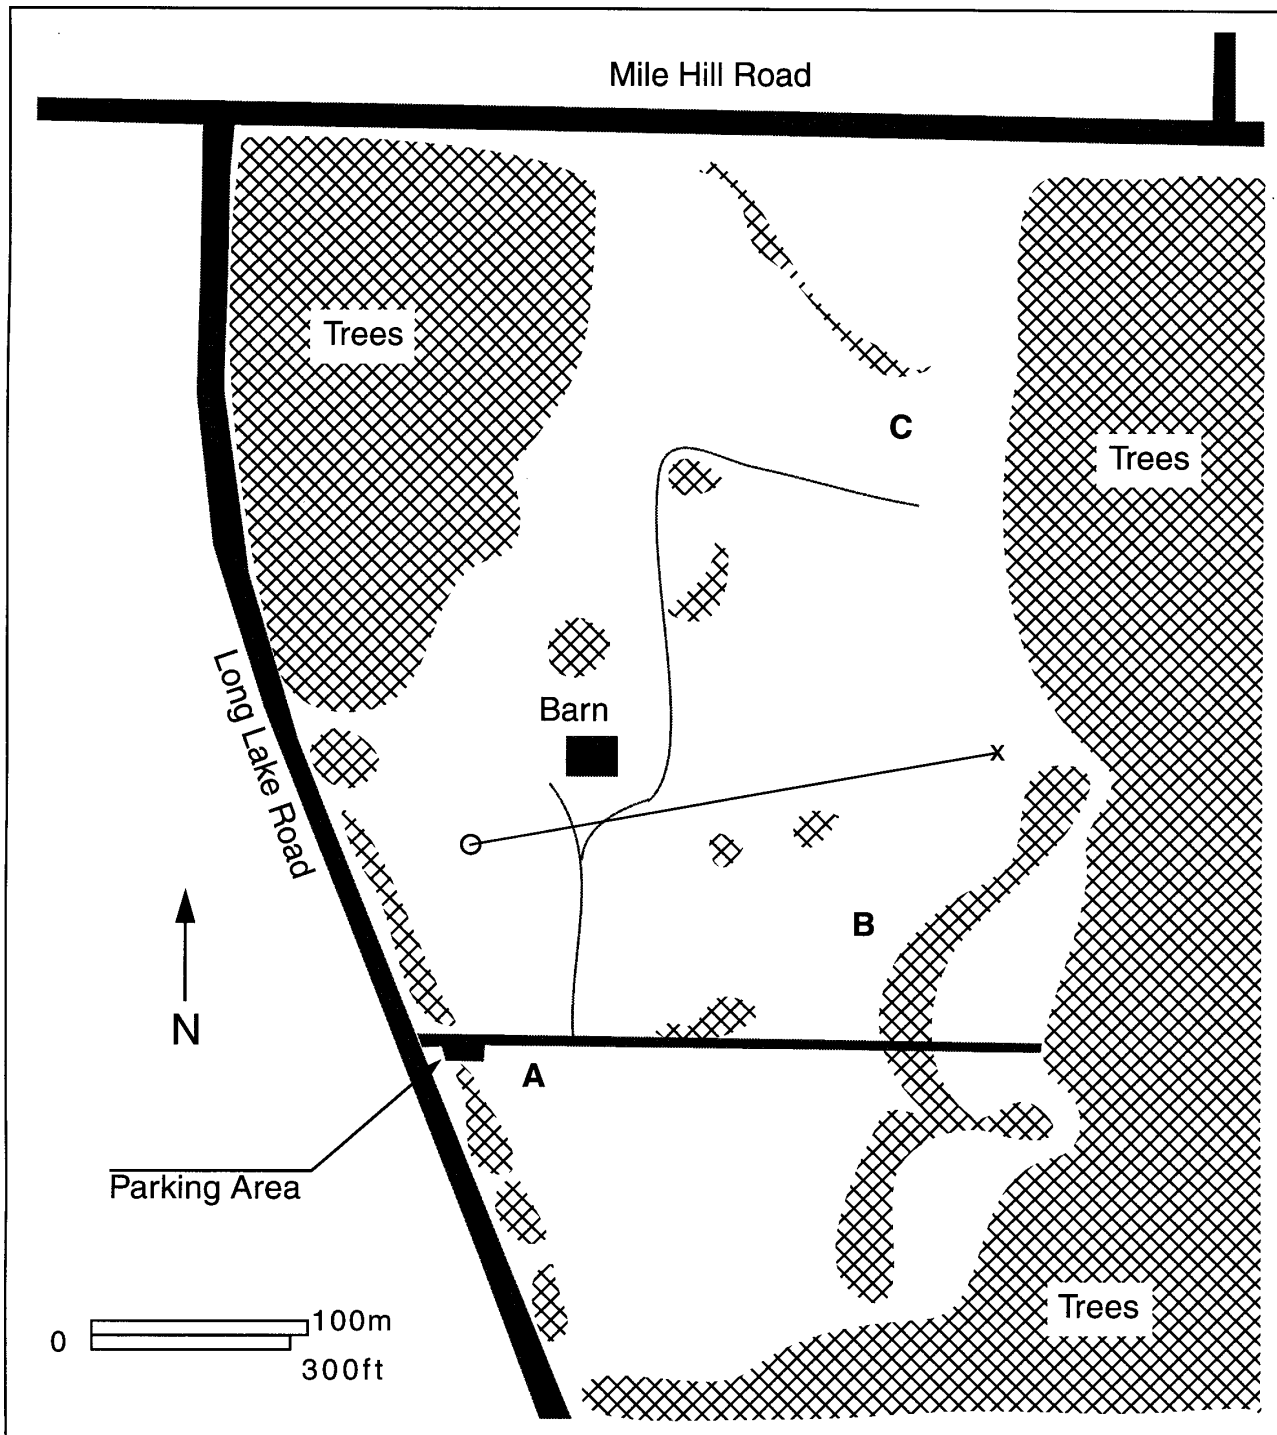 Mile Hill Road
Trees
C
Trees
Long Lake Road
Barn
x
B
N
A
Parking Area
Trees
0
100m
300ft